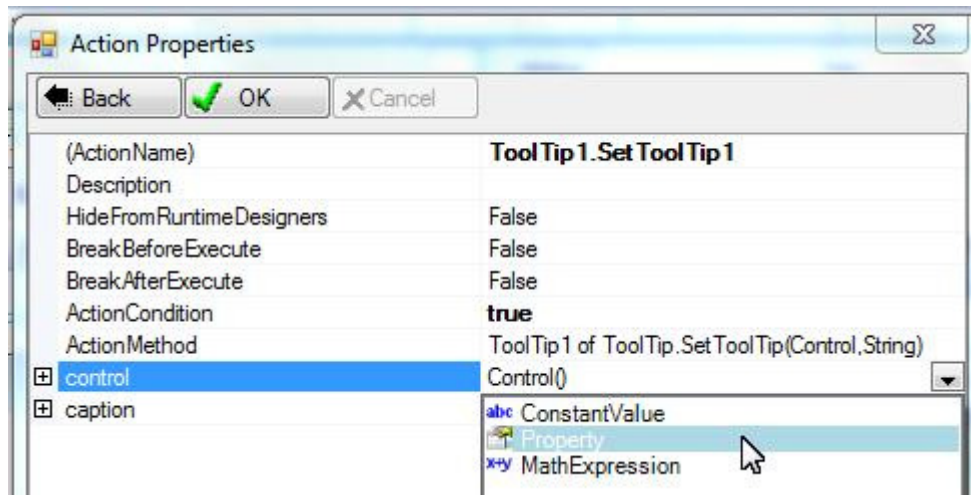 Action Properties
Back OK Cancel
(ActionName) ToolTip1.SetToolTip1
Description
HideFromRuntimeDesigners False
BreakBeforeExecute False
BreakAfterExecute False
ActionCondition true
ActionMethod ToolTip1 of ToolTip.SetToolTip(Control,String)
control Control()
caption
abc ConstantValue
Property
x+y MathExpression